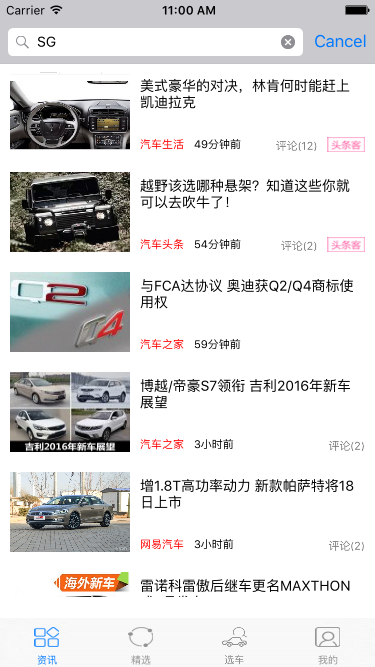 Carrier 11:00 AM
SG Cancel
美式豪华的对决，林肯何时能赶上
凯迪拉克
汽车生活 49分钟前 评论(12) 头条客
越野该选哪种悬架？知道这些你就
可以去吹牛了！
汽车头条 54分钟前 评论(2) 头条客
Q2
Q4
与FCA达协议 奥迪获Q2/Q4商标使
用权
汽车之家 59分钟前
吉利2016年新车展望
博越/帝豪S7领衔 吉利2016年新车
展望
汽车之家 3小时前 评论(2)
增1.8T高功率动力 新款帕萨特将18
日上市
网易汽车 3小时前 评论(2)
海外新车
雷诺科雷傲后继车更名MAXTHON
资讯 精选 选车 我的